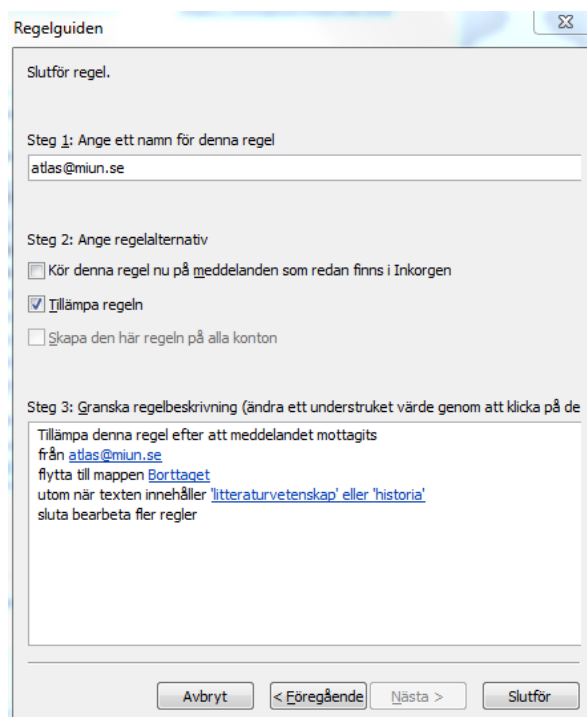 Regelguiden
Slutför regel.
Steg 1: Ange ett namn för denna regel
atlas@miun.se
Steg 2: Ange regelalternativ
Kör denna regel nu på meddelanden som redan finns i Inkorgen
Tillämpa regeln
Skapa den här regeln på alla konton
Steg 3: Granska regelbeskrivning (ändra ett understruket värde genom att klicka på de
Tillämpa denna regel efter att meddelandet mottagits
från atlas@miun.se
flytta till mappen Borttaget
utom när texten innehåller 'litteraturvetenskap' eller 'historia'
sluta bearbeta fler regler
Avbryt < Föregående Nästa > Slutför